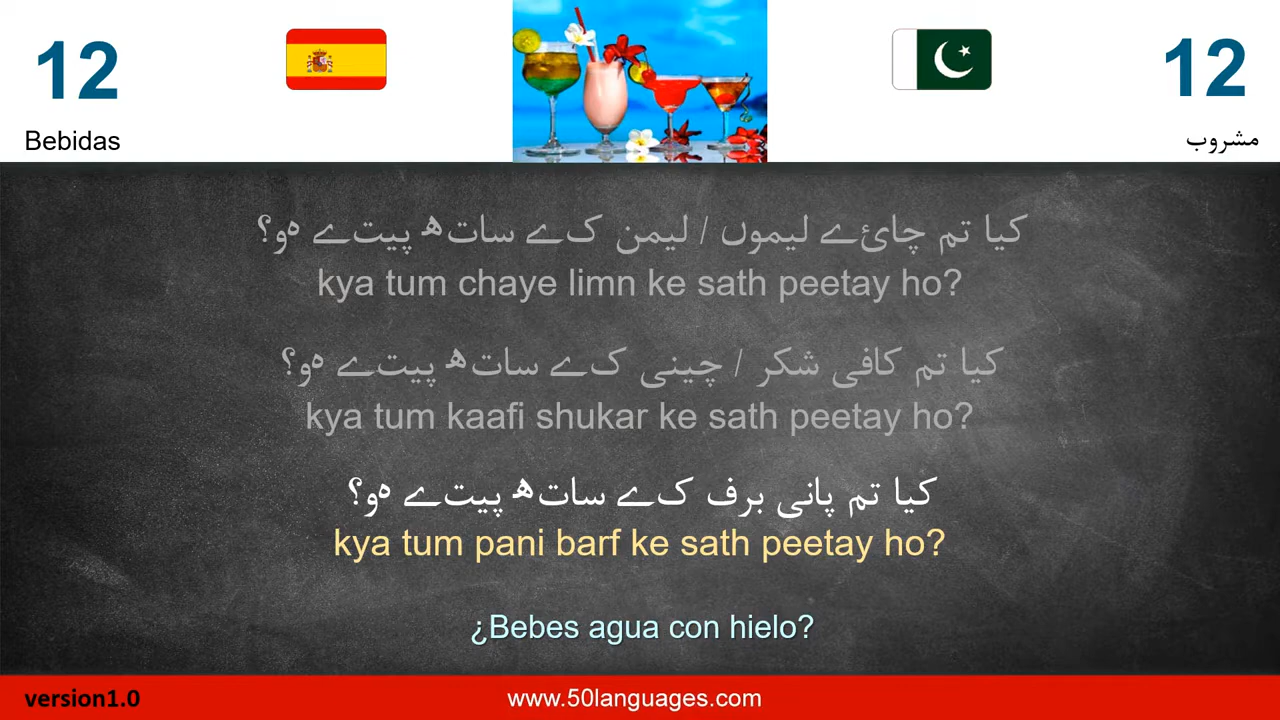 12
12
Bebidas
مشروب
کیا تم چائے لیموں / لیمن کے ساتھ پیتے ہو؟
kya tum chaye limn ke sath peetay ho?
کیا تم کافی شکر / چینی کے ساتھ پیتے ہو؟
kya tum kaafi shukar ke sath peetay ho?
کیا تم پانی برف کے ساتھ پیتے ہو؟
kya tum pani barf ke sath peetay ho?
¿Bebes agua con hielo?
version1.0
www.50languages.com